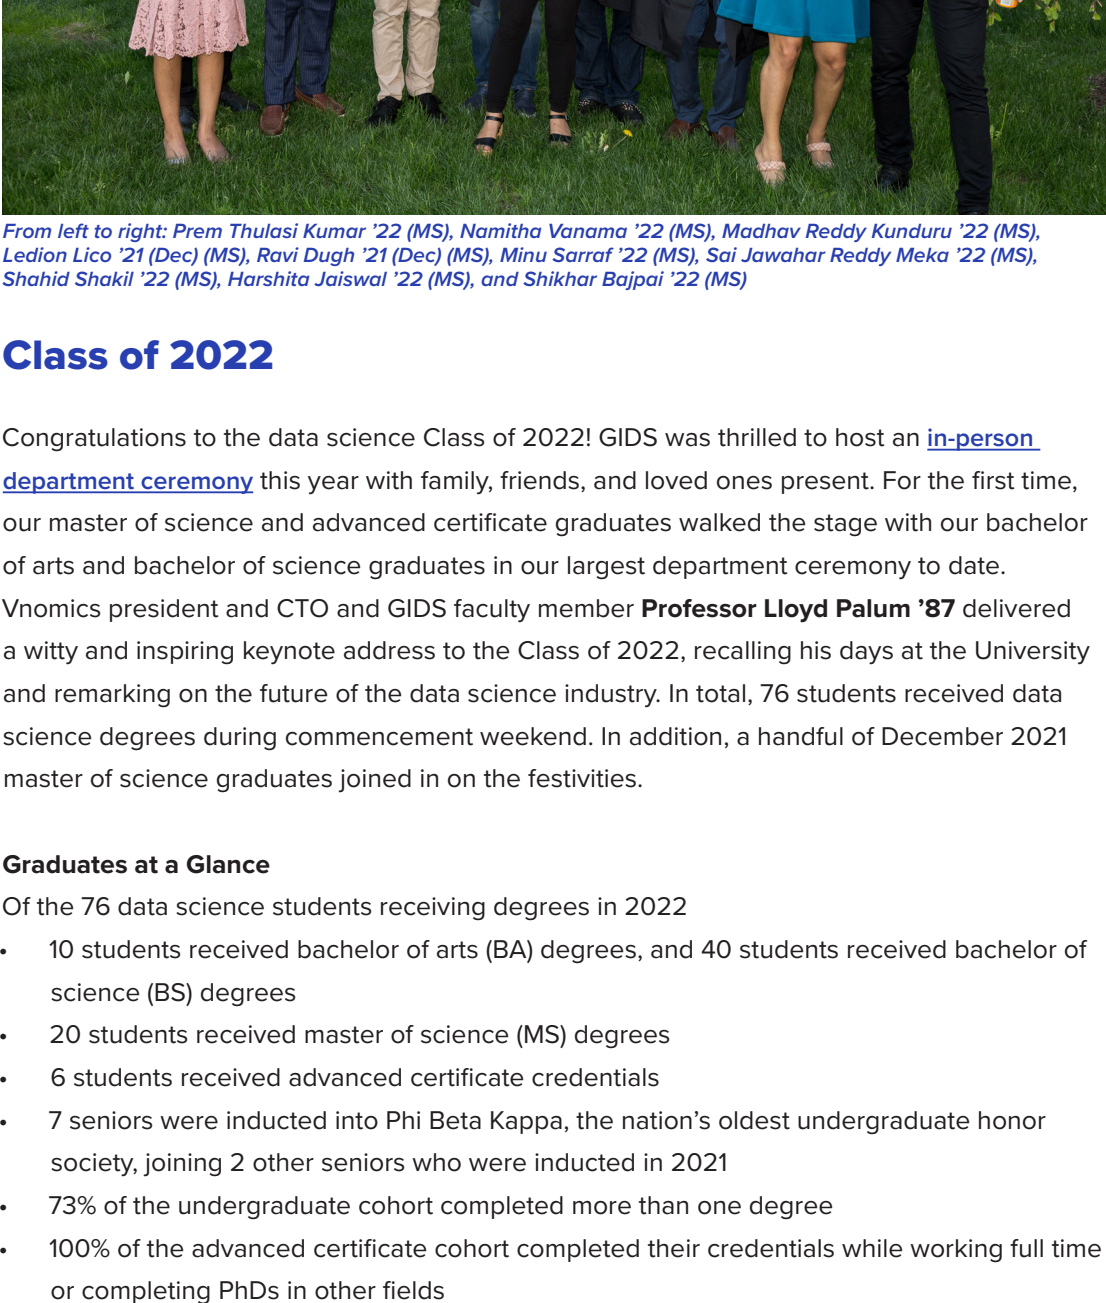 From left to right: Prem Thulasi Kumar ’22 (MS), Namitha Vanama ’22 (MS), Madhav Reddy Kunduru ’22 (MS),
Ledion Lico ’21 (Dec) (MS), Ravi Dugh ’21 (Dec) (MS), Minu Sarraf ’22 (MS), Sai Jawahar Reddy Meka ’22 (MS),
Shahid Shakil ’22 (MS), Harshita Jaiswal ’22 (MS), and Shikhar Bajpai ’22 (MS)
Class of 2022
Congratulations to the data science Class of 2022! GIDS was thrilled to host an in-person
department ceremony this year with family, friends, and loved ones present. For the first time,
our master of science and advanced certificate graduates walked the stage with our bachelor
of arts and bachelor of science graduates in our largest department ceremony to date.
Vnomics president and CTO and GIDS faculty member Professor Lloyd Palum ’87 delivered
a witty and inspiring keynote address to the Class of 2022, recalling his days at the University
and remarking on the future of the data science industry. In total, 76 students received data
science degrees during commencement weekend. In addition, a handful of December 2021
master of science graduates joined in on the festivities.
Graduates at a Glance
Of the 76 data science students receiving degrees in 2022
• 10 students received bachelor of arts (BA) degrees, and 40 students received bachelor of
science (BS) degrees
• 20 students received master of science (MS) degrees
• 6 students received advanced certificate credentials
• 7 seniors were inducted into Phi Beta Kappa, the nation’s oldest undergraduate honor
society, joining 2 other seniors who were inducted in 2021
• 73% of the undergraduate cohort completed more than one degree
• 100% of the advanced certificate cohort completed their credentials while working full time
or completing PhDs in other fields